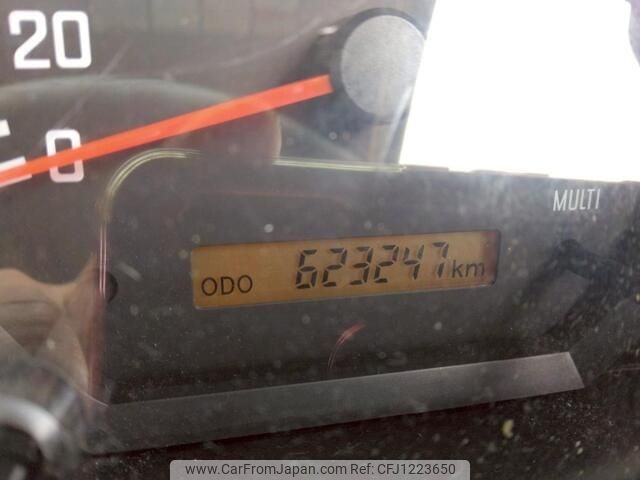 20
0
MULTI
ODO 623247km
www.CarFromJapan.com | Ref: CFJ1223650